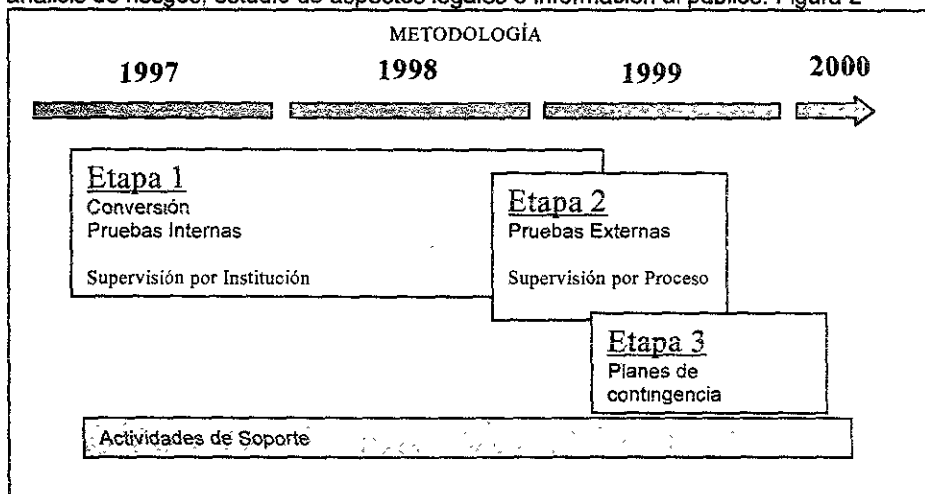 análisis de riesgos, estudio de aspectos legales e información al público. Figura 2
METODOLOGÍA
1997 1998 1999 2000
Etapa 1
Conversión
Pruebas Internas
Supervisión por Institución
Etapa 2
Pruebas Externas
Supervisión por Proceso
Etapa 3
Planes de
contingencia
Actividades de Soporte